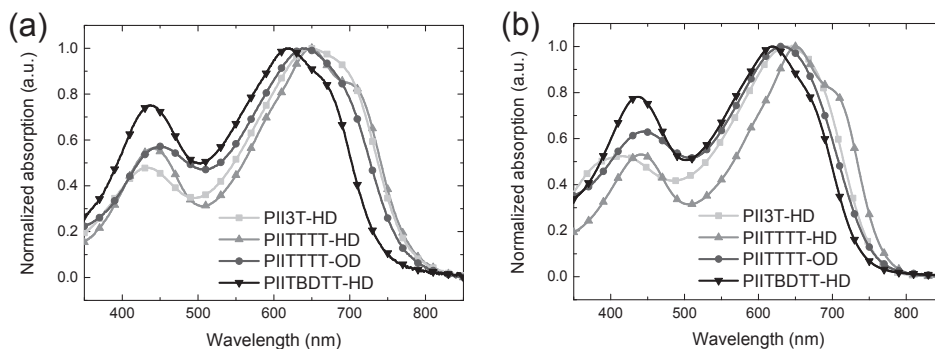 (a)
Normalized absorption (a.u.)
1.0
0.8
0.6
0.4
0.2
0.0
PII3T-HD
PIITTTT-HD
PIITTTT-OD
PIITBDTT-HD
400 500 600 700 800
Wavelength (nm)
(b)
Normalized absorption (a.u.)
1.0
0.8
0.6
0.4
0.2
0.0
PII3T-HD
PIITTTT-HD
PIITTTT-OD
PIITBDTT-HD
400 500 600 700 800
Wavelength (nm)